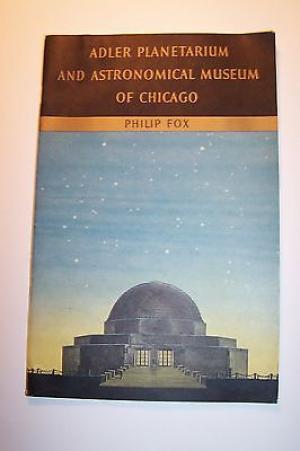 ADLER PLANETARIUM
AND ASTRONOMICAL MUSEUM
OF CHICAGO
PHILIP FOX